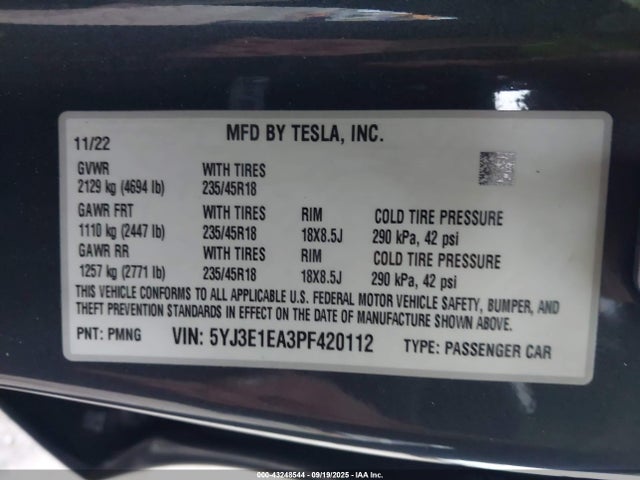 MFD BY TESLA, INC.
11/22
GVWR WITH TIRES
2129 kg (4694 lb) 235/45R18
GAWR FRT WITH TIRES RIM COLD TIRE PRESSURE
1110 kg (2447 lb) 235/45R18 18X8.5J 290 kPa, 42 psi
GAWR RR WITH TIRES RIM COLD TIRE PRESSURE
1257 kg (2771 lb) 235/45R18 18X8.5J 290 kPa, 42 psi
THIS VEHICLE CONFORMS TO ALL APPLICABLE U.S. FEDERAL MOTOR VEHICLE SAFETY, BUMPER, AND
THEFT PREVENTION STANDARDS IN EFFECT ON THE DATE OF MANUFACTURE SHOWN ABOVE.
PNT: PMNG VIN: 5YJ3E1EA3PF420112 TYPE: PASSENGER CAR
000-43248544 - 09/19/2025 - IAA Inc.